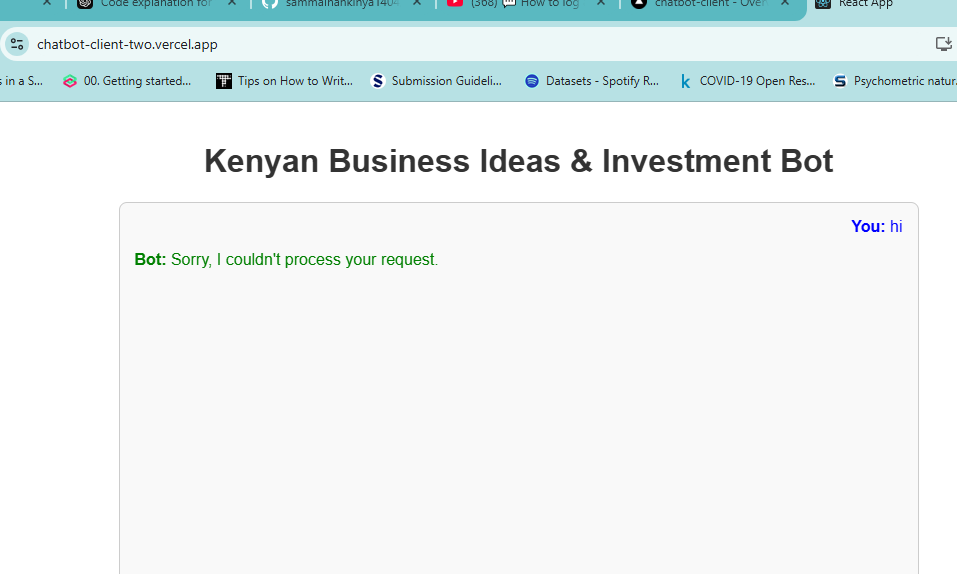 Code explanation for
sammainahkinya1404
(368) 💬 How to log
chatbot-client - Over
React App
chatbot-client-two.vercel.app
s in a S...
00. Getting started...
Tips on How to Writ...
Submission Guideli...
Datasets - Spotify R...
COVID-19 Open Res...
Psychometric natur
Kenyan Business Ideas & Investment Bot
You: hi
Bot: Sorry, I couldn't process your request.